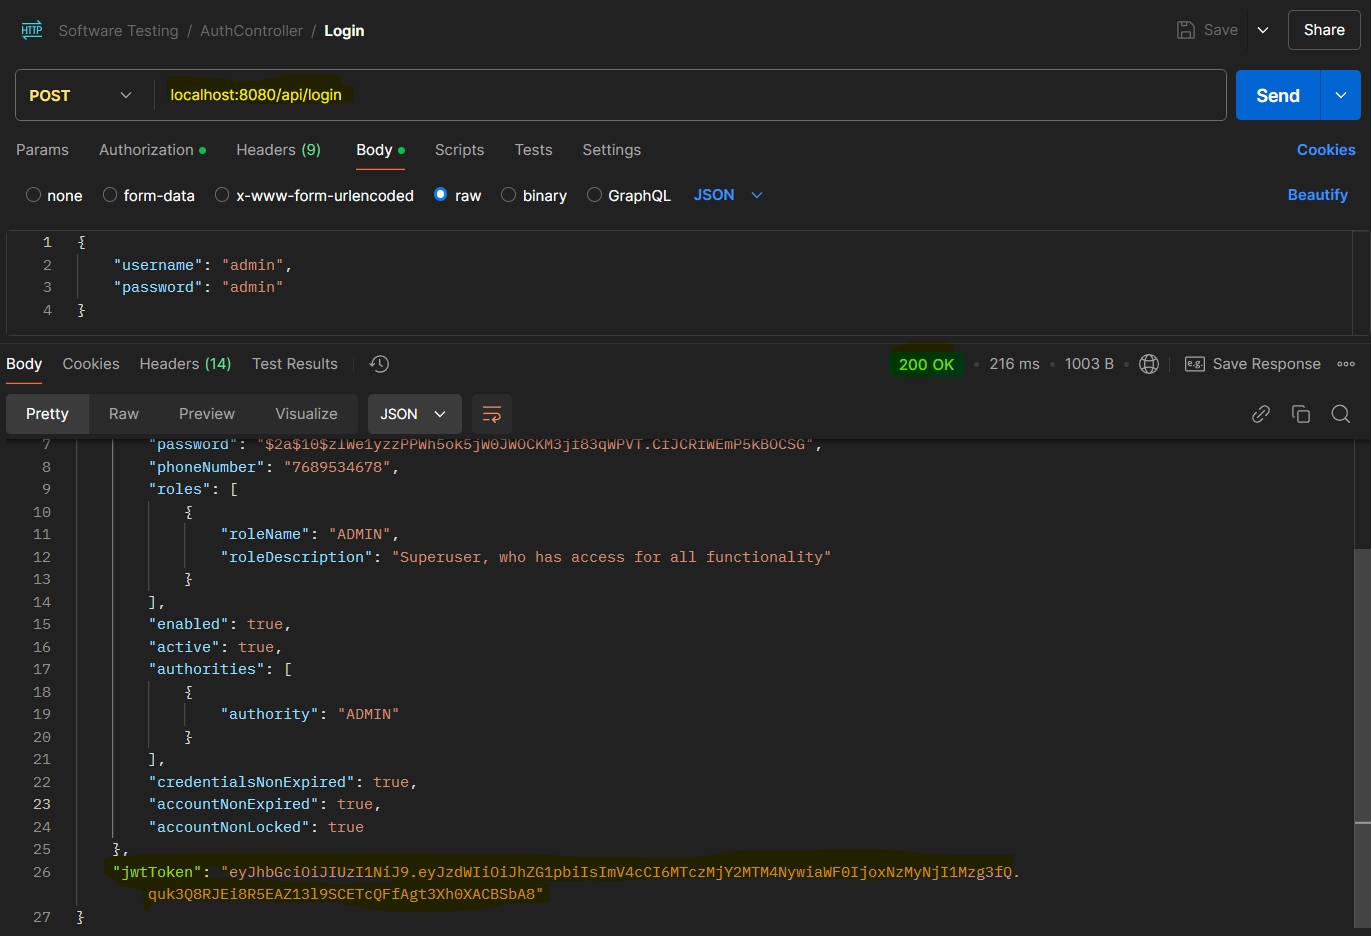 HTTP Software Testing / AuthController / Login Save Share
POST localhost:8080/api/login Send
Params Authorization Headers (9) Body Scripts Tests Settings Cookies
none form-data x-www-form-urlencoded raw binary GraphQL JSON Beautify
1 {
2 "username": "admin",
3 "password": "admin"
4 }
Body Cookies Headers (14) Test Results 200 OK 216 ms 1003 B e.g. Save Response
Pretty Raw Preview Visualize JSON
7 "password": "$2a$10$zlWe1yzzPPWh5ok5jW0JWOCKM3jf83qWPVT.CfJCRfWEmP5kBOCSG",
8 "phoneNumber": "7689534678",
9 "roles": [
10 {
11 "roleName": "ADMIN",
12 "roleDescription": "Superuser, who has access for all functionality"
13 }
14 ],
15 "enabled": true,
16 "active": true,
17 "authorities": [
18 {
19 "authority": "ADMIN"
20 }
21 ],
22 "credentialsNonExpired": true,
23 "accountNonExpired": true,
24 "accountNonLocked": true
25 },
26 "jwtToken": "eyJhbGciOiJIUzI1NiJ9.eyJzdWIiOiJhZG1pbiIsImV4cCI6MTczMjY2MTM4NywiaWF0IjoxNzMyNjI1Mzg3fQ.
quk3Q8RJEi8R5EAZ13l9SCETcQFfAgt3Xh0XACBSbA8"
27 }